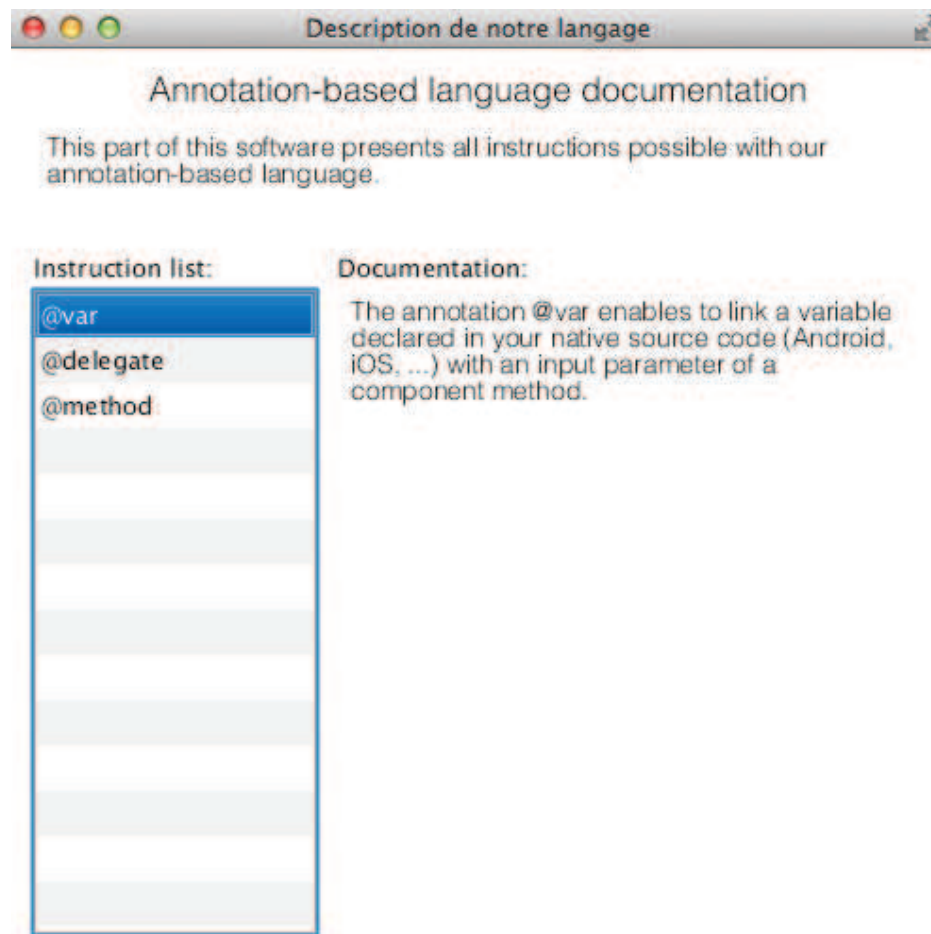 Description de notre langage
Annotation-based language documentation
This part of this software presents all instructions possible with our
annotation-based language.
Instruction list:
@var
@delegate
@method
Documentation:
The annotation @var enables to link a variable
declared in your native source code (Android,
iOS, ...) with an input parameter of a
component method.